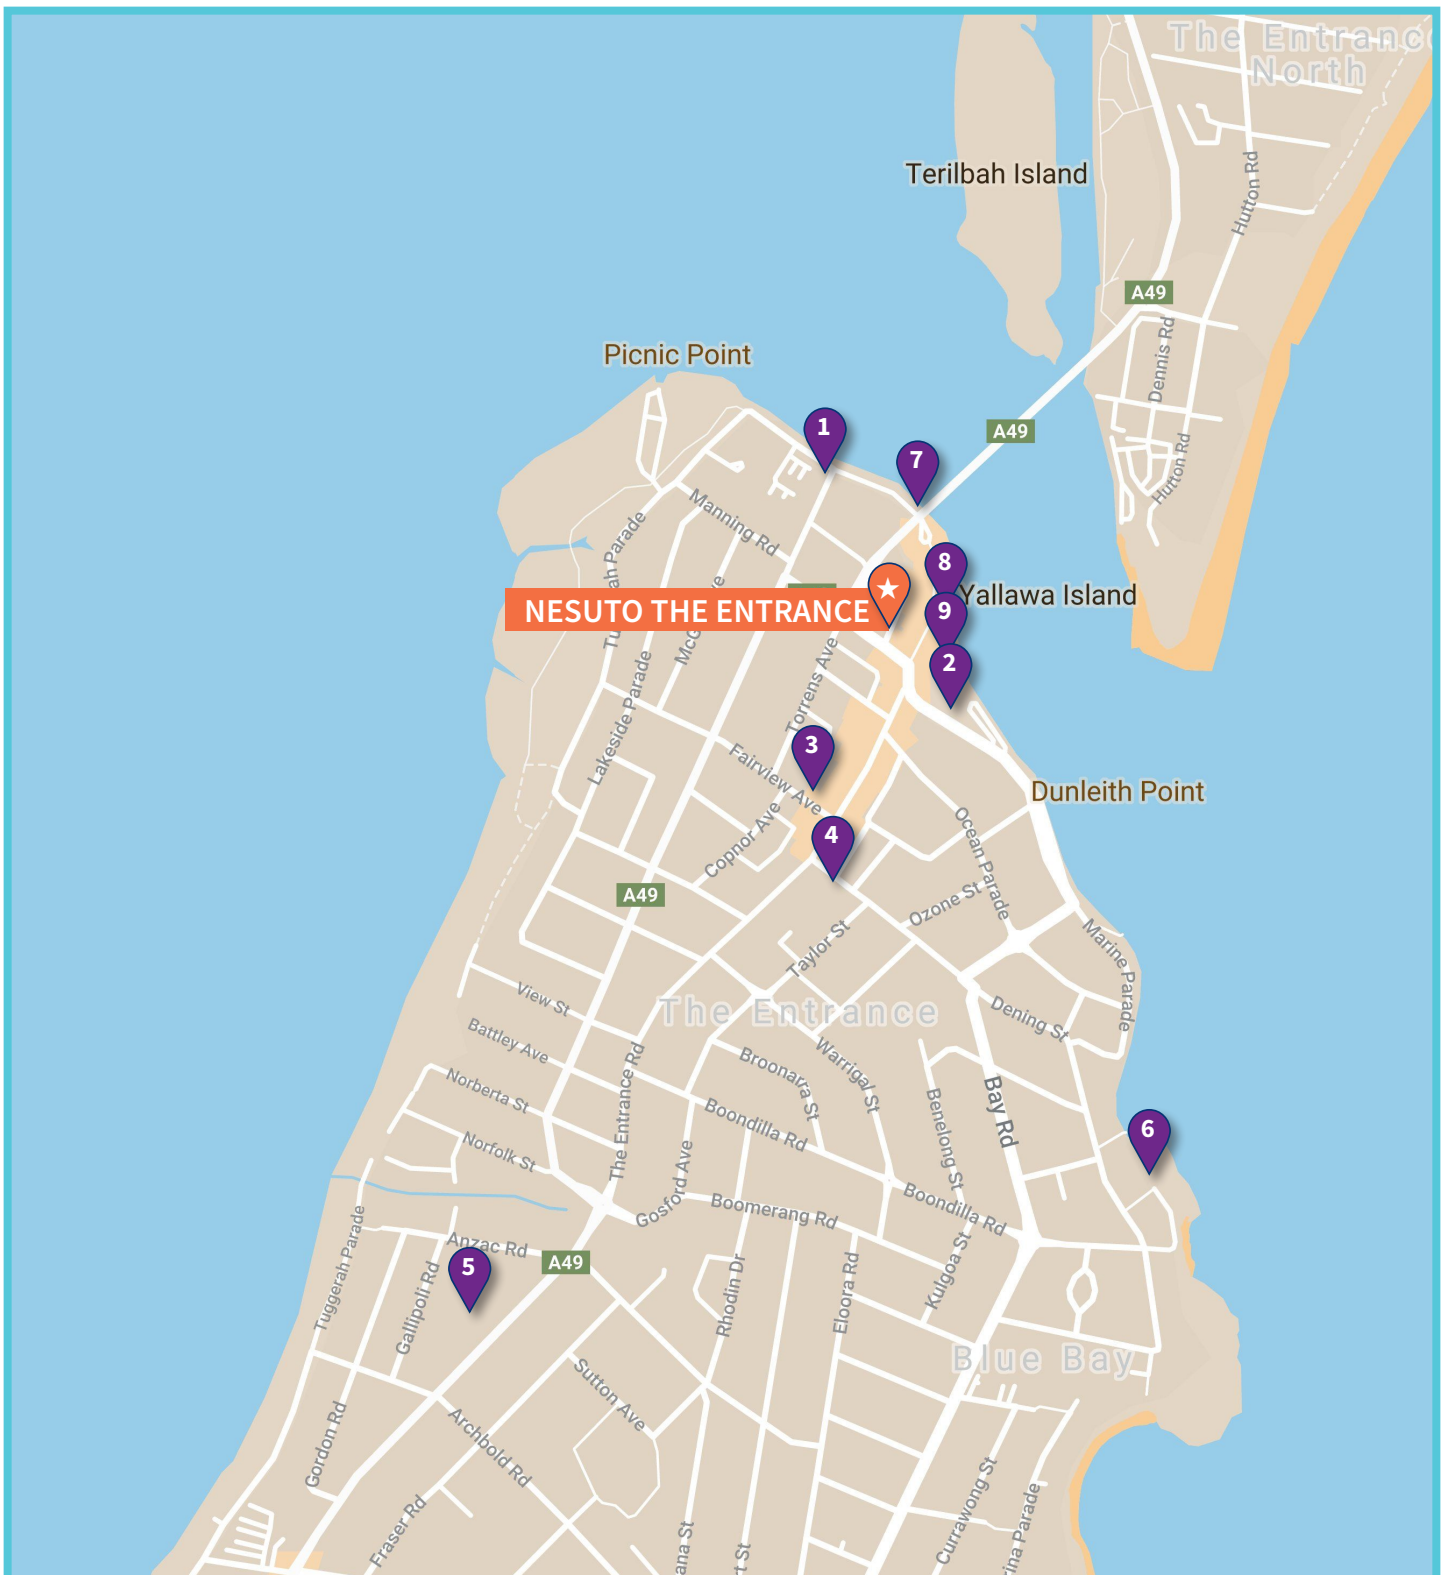 The Entranc
North
Terilbah Island
Hutton Rd
A49
Dennis Rd
Picnic Point
1
A49
7
Hutton Rd
Manning Rd
8
Yallawa Island
NESUTO THE ENTRANCE
9
2
Torrens Ave
Lakeside Parade
3
Fairview Ave
Dunleith Point
4
Copnor Ave
Ocean Parade
A49
Ozone St
Taylor St
Marine Parade
View St
The Entrance
Dening St
Battley Ave
Warrigal St
Broonarra St
Norberta St
The Entrance Rd
Bay Rd
Benelong St
Boondilla Rd
6
Norfolk St
Gosford Ave
Boomerang Rd
Boondilla Rd
Anzac Rd
A49
5
Tuggerah Parade
Gallipoli Rd
Rhodin Dr
Eloora Rd
Kulgoa St
Blue Bay
Sutton Ave
Gordon Rd
Archbold Rd
Fraser Rd
Currawong St
Parade
St